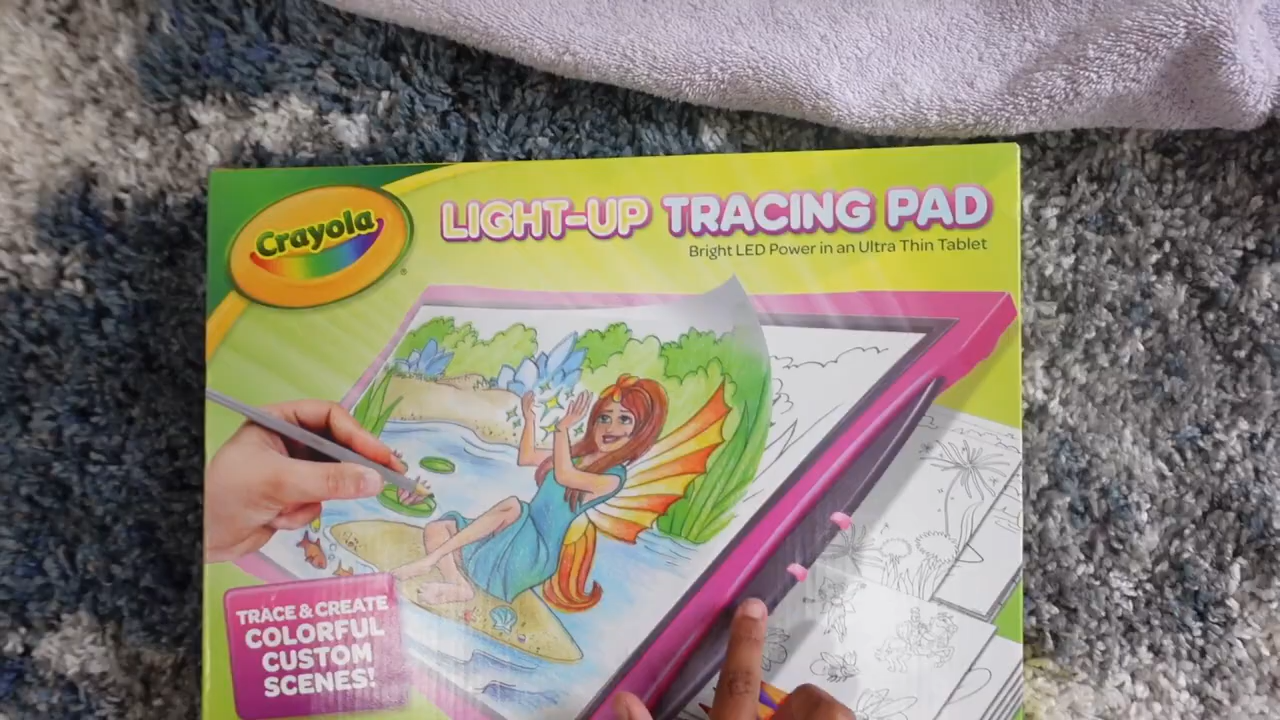 Crayola
LIGHT-UP TRACING PAD
Bright LED Power in an Ultra Thin Tablet
TRACE & CREATE
COLORFUL
CUSTOM
SCENES!